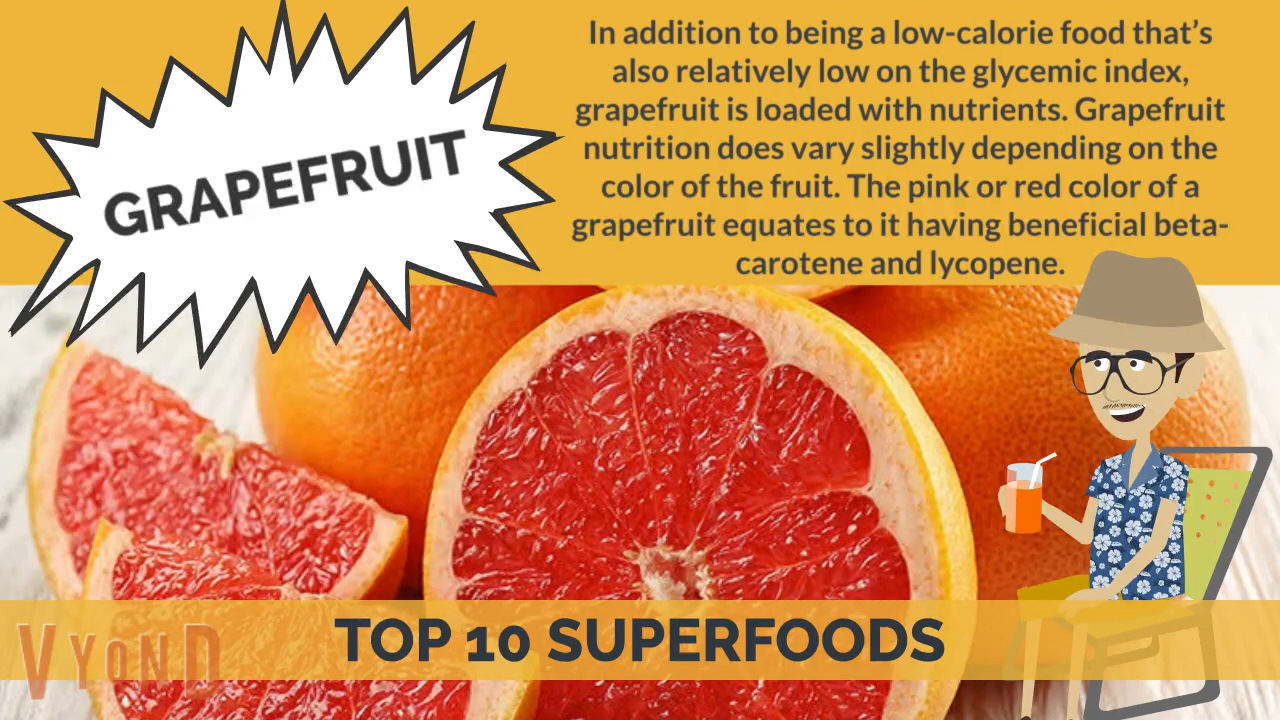 GRAPEFRUIT
In addition to being a low-calorie food that’s
also relatively low on the glycemic index,
grapefruit is loaded with nutrients. Grapefruit
nutrition does vary slightly depending on the
color of the fruit. The pink or red color of a
grapefruit equates to it having beneficial beta-
carotene and lycopene.
TOP 10 SUPERFOODS
VYOND